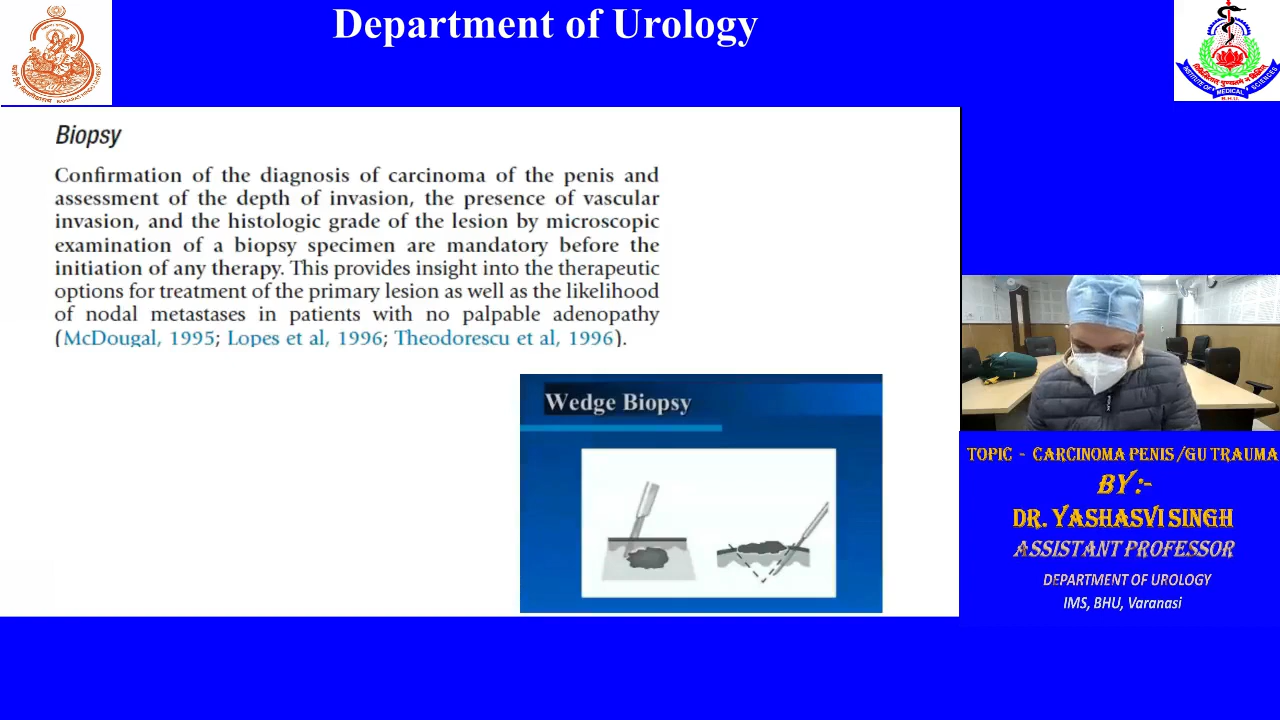 Department of Urology
Biopsy
Confirmation of the diagnosis of carcinoma of the penis and
assessment of the depth of invasion, the presence of vascular
invasion, and the histologic grade of the lesion by microscopic
examination of a biopsy specimen are mandatory before the
initiation of any therapy. This provides insight into the therapeutic
options for treatment of the primary lesion as well as the likelihood
of nodal metastases in patients with no palpable adenopathy
(McDougal, 1995; Lopes et al, 1996; Theodorescu et al, 1996).
Wedge Biopsy
INSTITUTE OF MEDICAL SCIENCES
B.H.U.
TOPIC - CARCINOMA PENIS /GU TRAUMA
BY:-
DR. YASHASVI SINGH
ASSISTANT PROFESSOR
DEPARTMENT OF UROLOGY
IMS, BHU, Varanasi